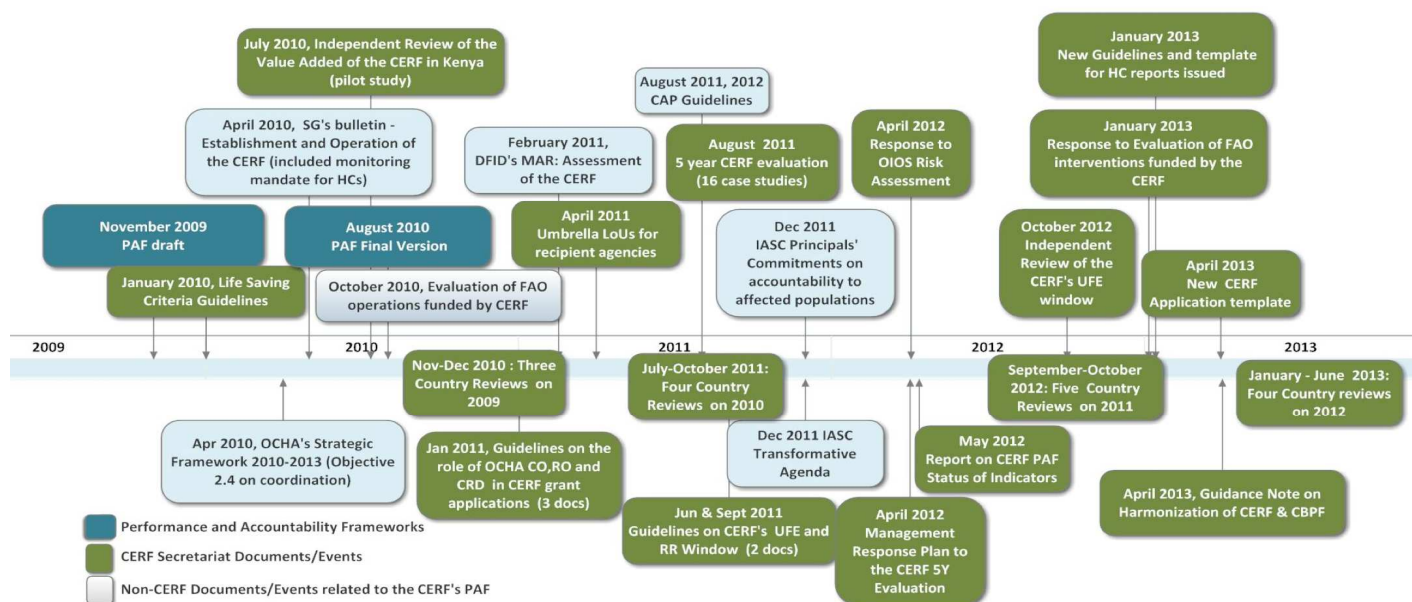 July 2010, Independent Review of the
Value Added of the CERF in Kenya
(pilot study)
April 2010, SG's bulletin -
Establishment and Operation of
the CERF (included monitoring
mandate for HCs)
November 2009
PAF draft
August 2010
PAF Final Version
January 2010, Life Saving
Criteria Guidelines
October 2010, Evaluation of FAO
operations funded by CERF
February 2011,
DFID's MAR: Assessment
of the CERF
April 2011
Umbrella LoUs for
recipient agencies
August 2011, 2012
CAP Guidelines
August 2011
5 year CERF evaluation
(16 case studies)
Dec 2011
IASC Principals'
Commitments on
accountability to
affected populations
April 2012
Response to
OIOS Risk
Assessment
January 2013
New Guidelines and template
for HC reports issued
January 2013
Response to Evaluation of FAO
interventions funded by the
CERF
October 2012
Independent
Review of the
CERF's UFE
window
April 2013
New CERF
Application template
2009
2010
2011
2012
2013
Nov-Dec 2010 : Three
Country Reviews on
2009
July-October 2011:
Four Country
Reviews on 2010
September-October
2012: Five Country
Reviews on 2011
January - June 2013:
Four Country reviews
on 2012
Apr 2010, OCHA's Strategic
Framework 2010-2013 (Objective
2.4 on coordination)
Jan 2011, Guidelines on the
role of OCHA CO,RO and
CRD in CERF grant
applications (3 docs)
Dec 2011 IASC
Transformative
Agenda
May 2012
Report on CERF PAF
Status of Indicators
Jun & Sept 2011
Guidelines on CERF's UFE and
RR Window (2 docs)
April 2012
Management
Response Plan to
the CERF 5Y
Evaluation
April 2013, Guidance Note on
Harmonization of CERF & CBPF
Performance and Accountability Frameworks
CERF Secretariat Documents/Events
Non-CERF Documents/Events related to the CERF's PAF